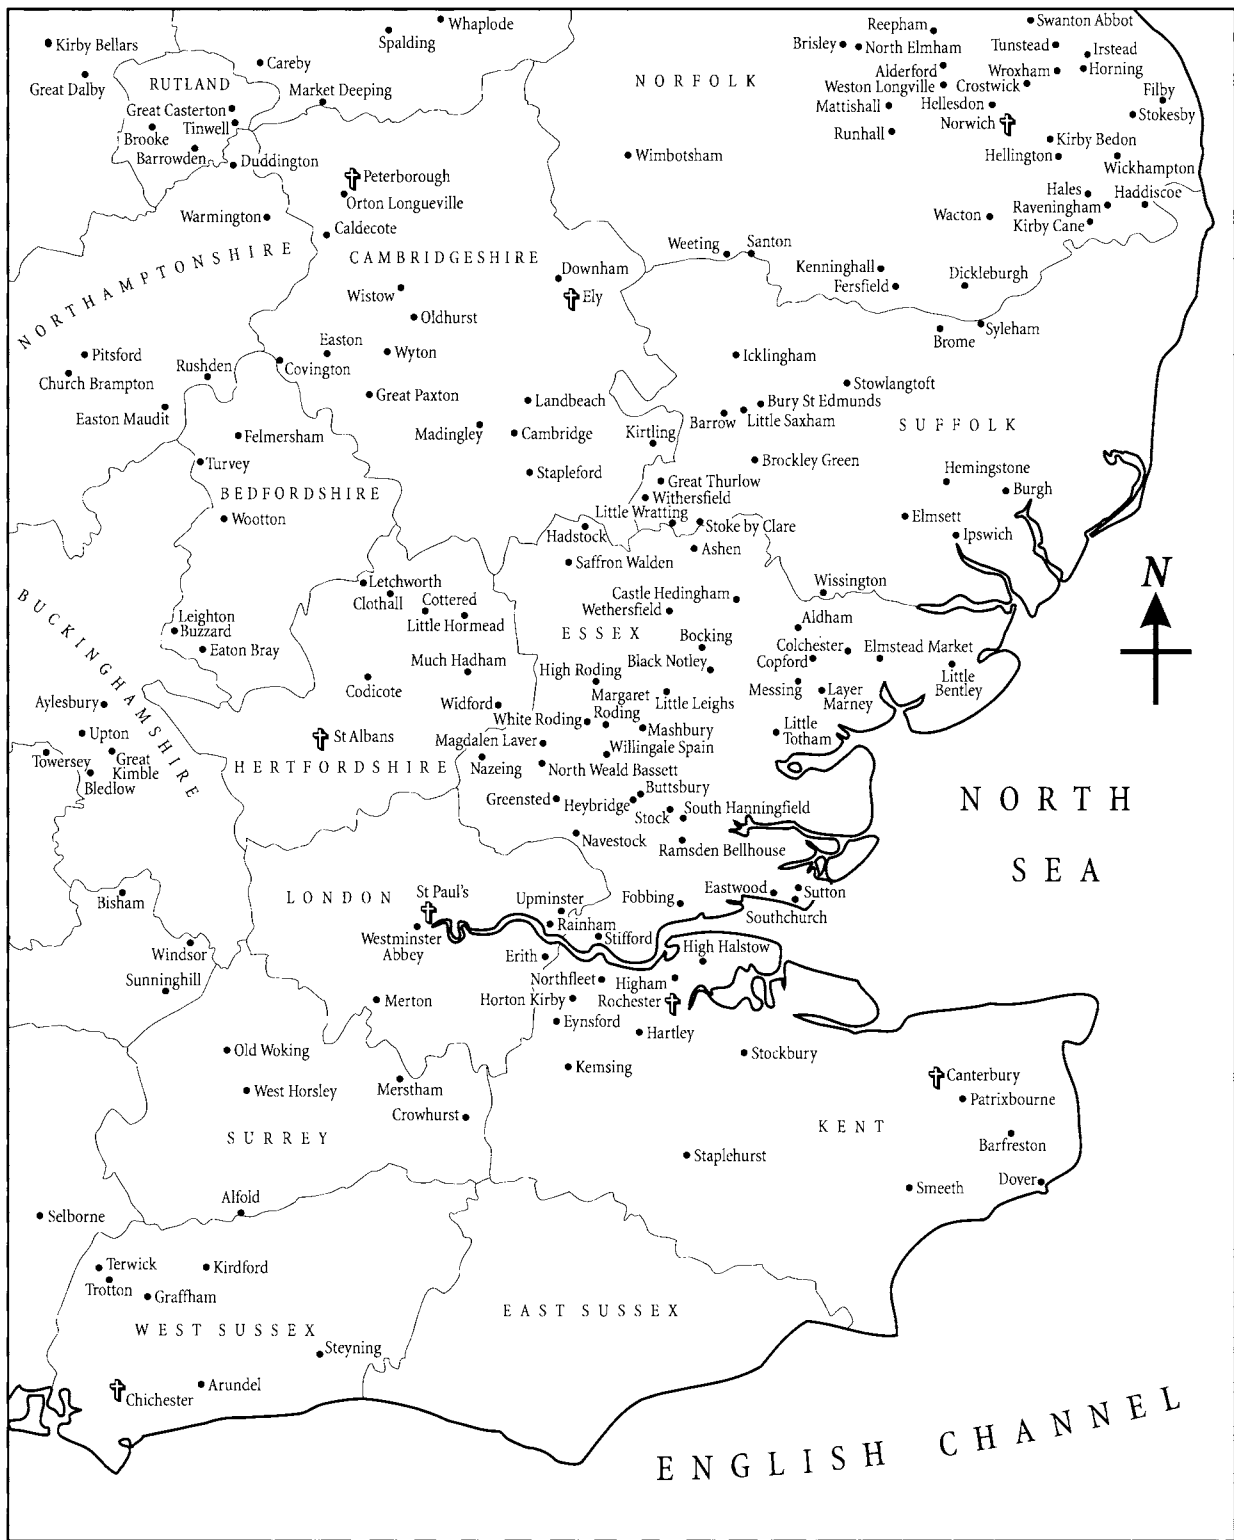 Whaplode
Spalding
Kirby Bellars
Careby
Great Dalby
RUTLAND
Market Deeping
Great Casterton
Tinwell
Brooke
Barrowden
Duddington
Reepham
Swanton Abbot
Brisley
North Elmham
Tunstead
Irstead
NORFOLK
Alderford
Wroxham
Horning
Weston Longville
Crostwick
Filby
Mattishall
Hellesdon
Stokesby
Norwich
Runhall
Kirby Bedon
Wimbotsham
Hellington
Wickhampton
Peterborough
Orton Longueville
Hales
Haddiscoe
Raveningham
Warmington
Wacton
Kirby Cane
Caldecote
NORTHAMPTONSHIRE
CAMBRIDGESHIRE
Weeting
Santon
Downham
Kenninghall
Dickleburgh
Fersfield
Wistow
Ely
Oldhurst
Syleham
Brome
Easton
Wyton
Icklingham
Pitsford
Covington
Rushden
Church Brampton
Stowlangtoft
Great Paxton
Landbeach
Bury St Edmunds
Easton Maudit
Barrow
Little Saxham
SUFFOLK
Madingley
Cambridge
Kirtling
Felmersham
Turvey
Brockley Green
Stapleford
Hemingstone
BEDFORDSHIRE
Great Thurlow
Burgh
Withersfield
Wootton
Little Wratting
Elmsett
Stoke by Clare
Hadstock
Ipswich
Ashen
Saffron Walden
N
Letchworth
Wissington
Clothall
Cottered
Castle Hedingham
BUCKINGHAMSHIRE
Little Hormead
Wethersfield
Leighton
Buzzard
Aldham
ESSEX
Bocking
Eaton Bray
Colchester
Elmstead Market
Much Hadham
High Roding
Black Notley
Copford
Little
Bentley
Codicote
Margaret
Roding
Little Leighs
Messing
Layer
Marney
Aylesbury
Widford
White Roding
Mashbury
Little
Totham
Upton
St Albans
Magdalen Laver
Willingale Spain
Towersey
Great
Kimble
HERTFORDSHIRE
Nazeing
North Weald Bassett
Bledlow
Buttsbury
Greensted
Heybridge
South Hanningfield
Stock
NORTH
SEA
Navestock
Ramsden Bellhouse
LONDON
St Paul's
Bisham
Upminster
Fobbing
Eastwood
Sutton
Southchurch
Rainham
Westminster
Abbey
Stifford
Windsor
Erith
High Halstow
Sunninghill
Northfleet
Higham
Merton
Horton Kirby
Rochester
Eynsford
Hartley
Old Woking
Stockbury
Kemsing
Canterbury
West Horsley
Merstham
Patrixbourne
Crowhurst
SURREY
KENT
Barfreston
Staplehurst
Dover
Smeeth
Alfold
Selborne
Terwick
Kirdford
Trotton
Graffham
EAST SUSSEX
WEST SUSSEX
Steyning
Chichester
Arundel
ENGLISH CHANNEL